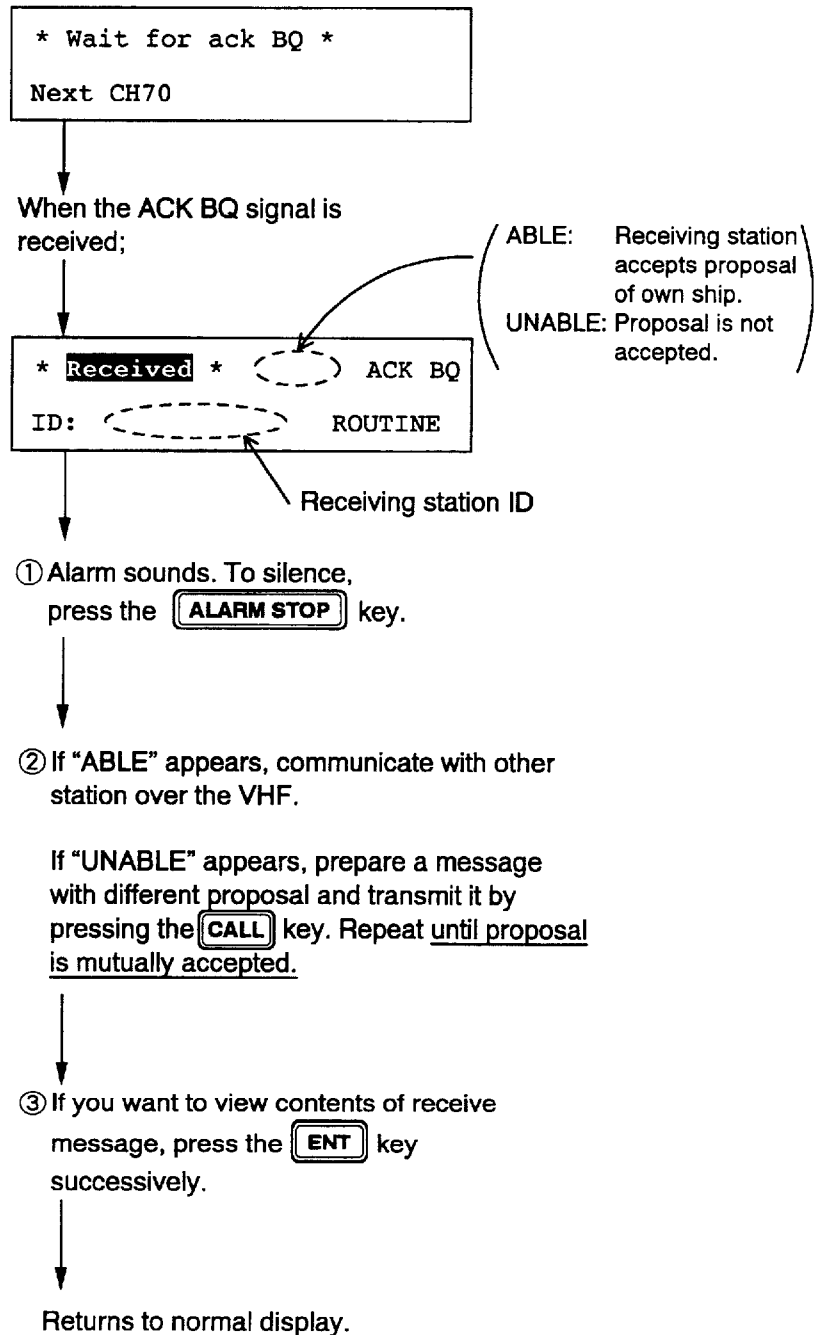 * Wait for ack BQ *
Next CH70
When the ACK BQ signal is
received;
ABLE: Receiving station
accepts proposal
of own ship.
UNABLE: Proposal is not
accepted.
* Received * ACK BQ
ID: ROUTINE
Receiving station ID
① Alarm sounds. To silence,
press the ALARM STOP key.
② If “ABLE” appears, communicate with other
station over the VHF.
If “UNABLE” appears, prepare a message
with different proposal and transmit it by
pressing the CALL key. Repeat until proposal
is mutually accepted.
③ If you want to view contents of receive
message, press the ENT key
successively.
Returns to normal display.